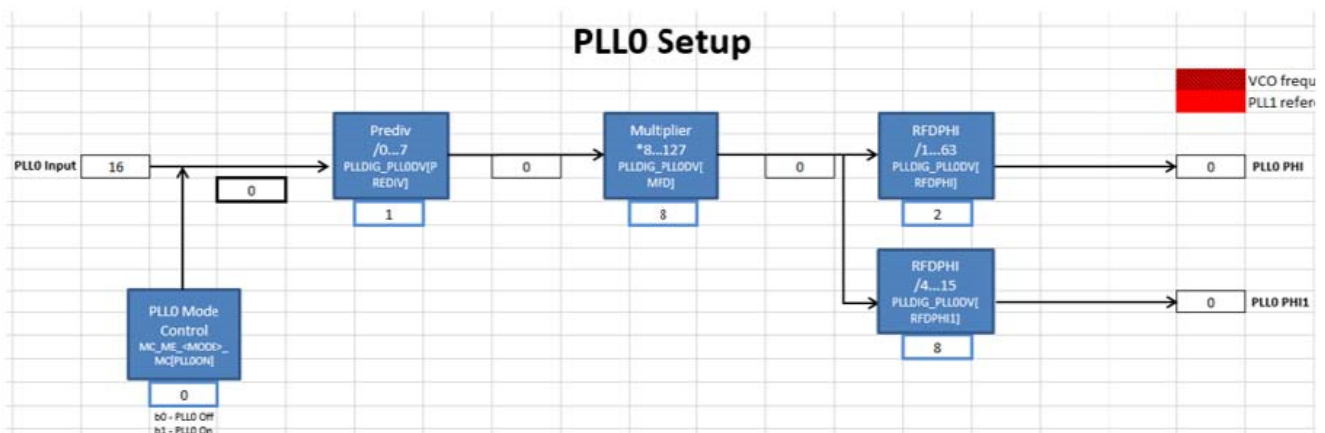 PLL0 Setup
VCO frequ
PLL1 refer
Prediv
/0...7
PLLDIG_PLL0DV[P
REDIV]
Multiplier
*8...127
PLLDIG_PLL0DV[
MFD]
RFDPHI
/1...63
PLLDIG_PLL0DV[
RFDPHI]
PLL0 Input
16
0
0
0
0
PLL0 PHI
1
8
2
RFDPHI
/4...15
PLLDIG_PLL0DV[
RFDPHI1]
0
PLL0 PHI1
8
PLL0 Mode
Control
MC_ME_<MODE>_
MC[PLL0ON]
0
b0 - PLL0 Off
b1 - PLL0 On